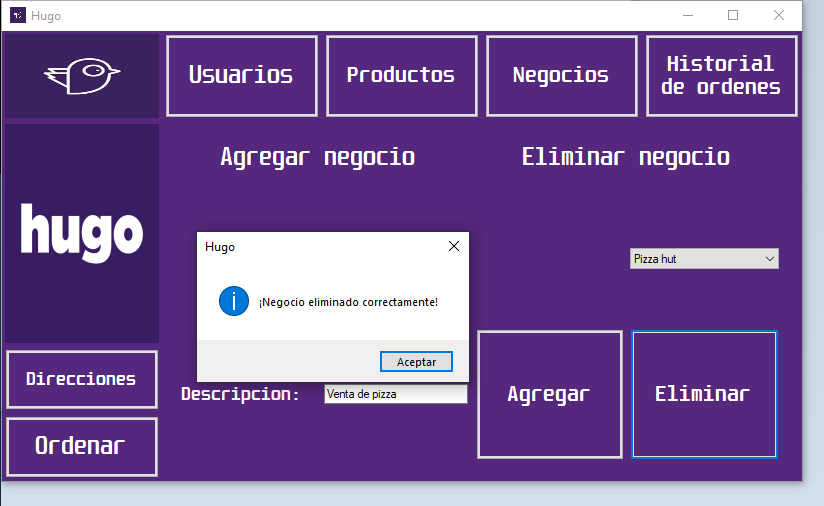 Hugo
Usuarios
Productos
Negocios
Historial
de ordenes
hugo
Agregar negocio
Eliminar negocio
Hugo
¡Negocio eliminado correctamente!
Aceptar
Pizza hut
Direcciones
Ordenar
Descripcion:
Venta de pizza
Agregar
Eliminar